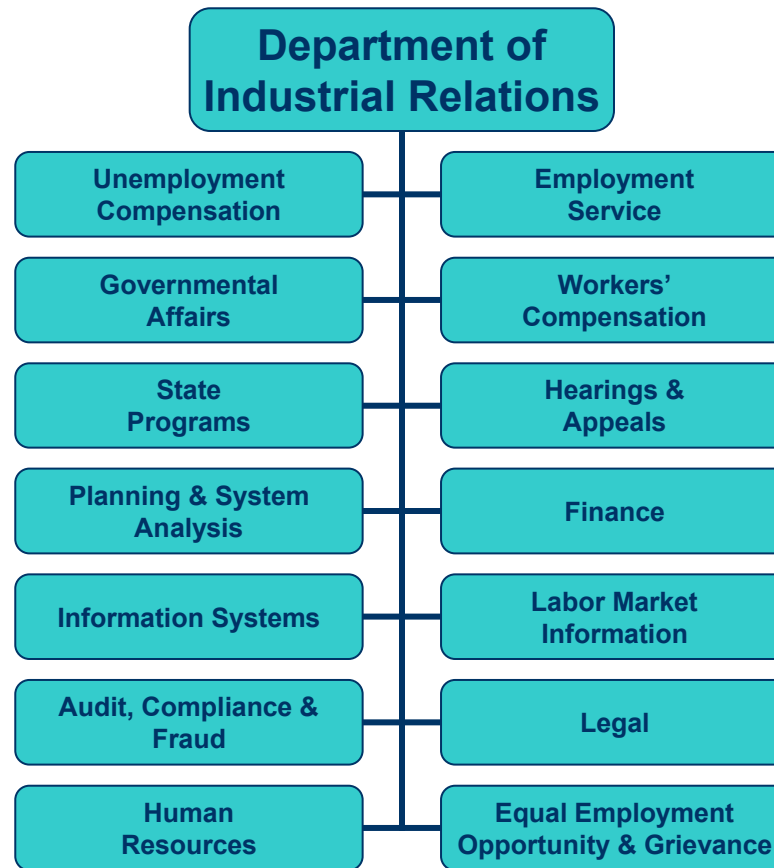 Department of
Industrial Relations
Unemployment
Compensation
Employment
Service
Governmental
Affairs
Workers’
Compensation
State
Programs
Hearings &
Appeals
Planning & System
Analysis
Finance
Information Systems
Labor Market
Information
Audit, Compliance &
Fraud
Legal
Human
Resources
Equal Employment
Opportunity & Grievance